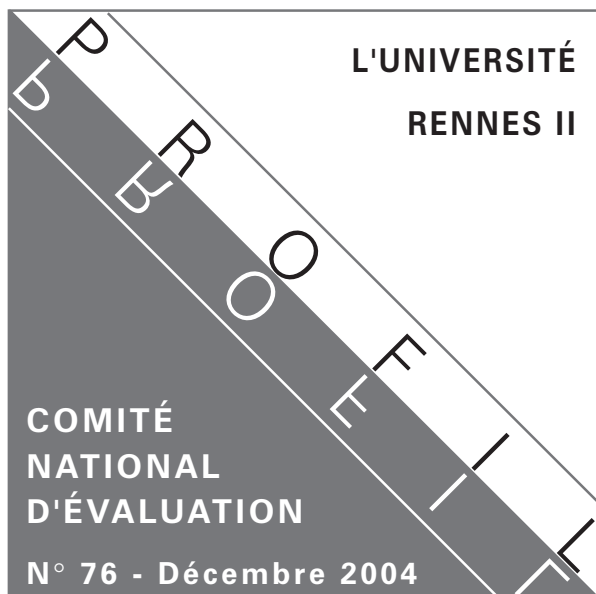 L'UNIVERSITÉ
RENNES II
PROFIL
PROFIL
COMITÉ
NATIONAL
D'ÉVALUATION
N° 76 - Décembre 2004